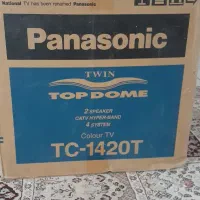 National TV has been retitled Panasonic
Panasonic
TWIN
TOP DOME
2 SPEAKER
CATV HYPER-BAND
4 SYSTEM
Colour TV
TC-1420T